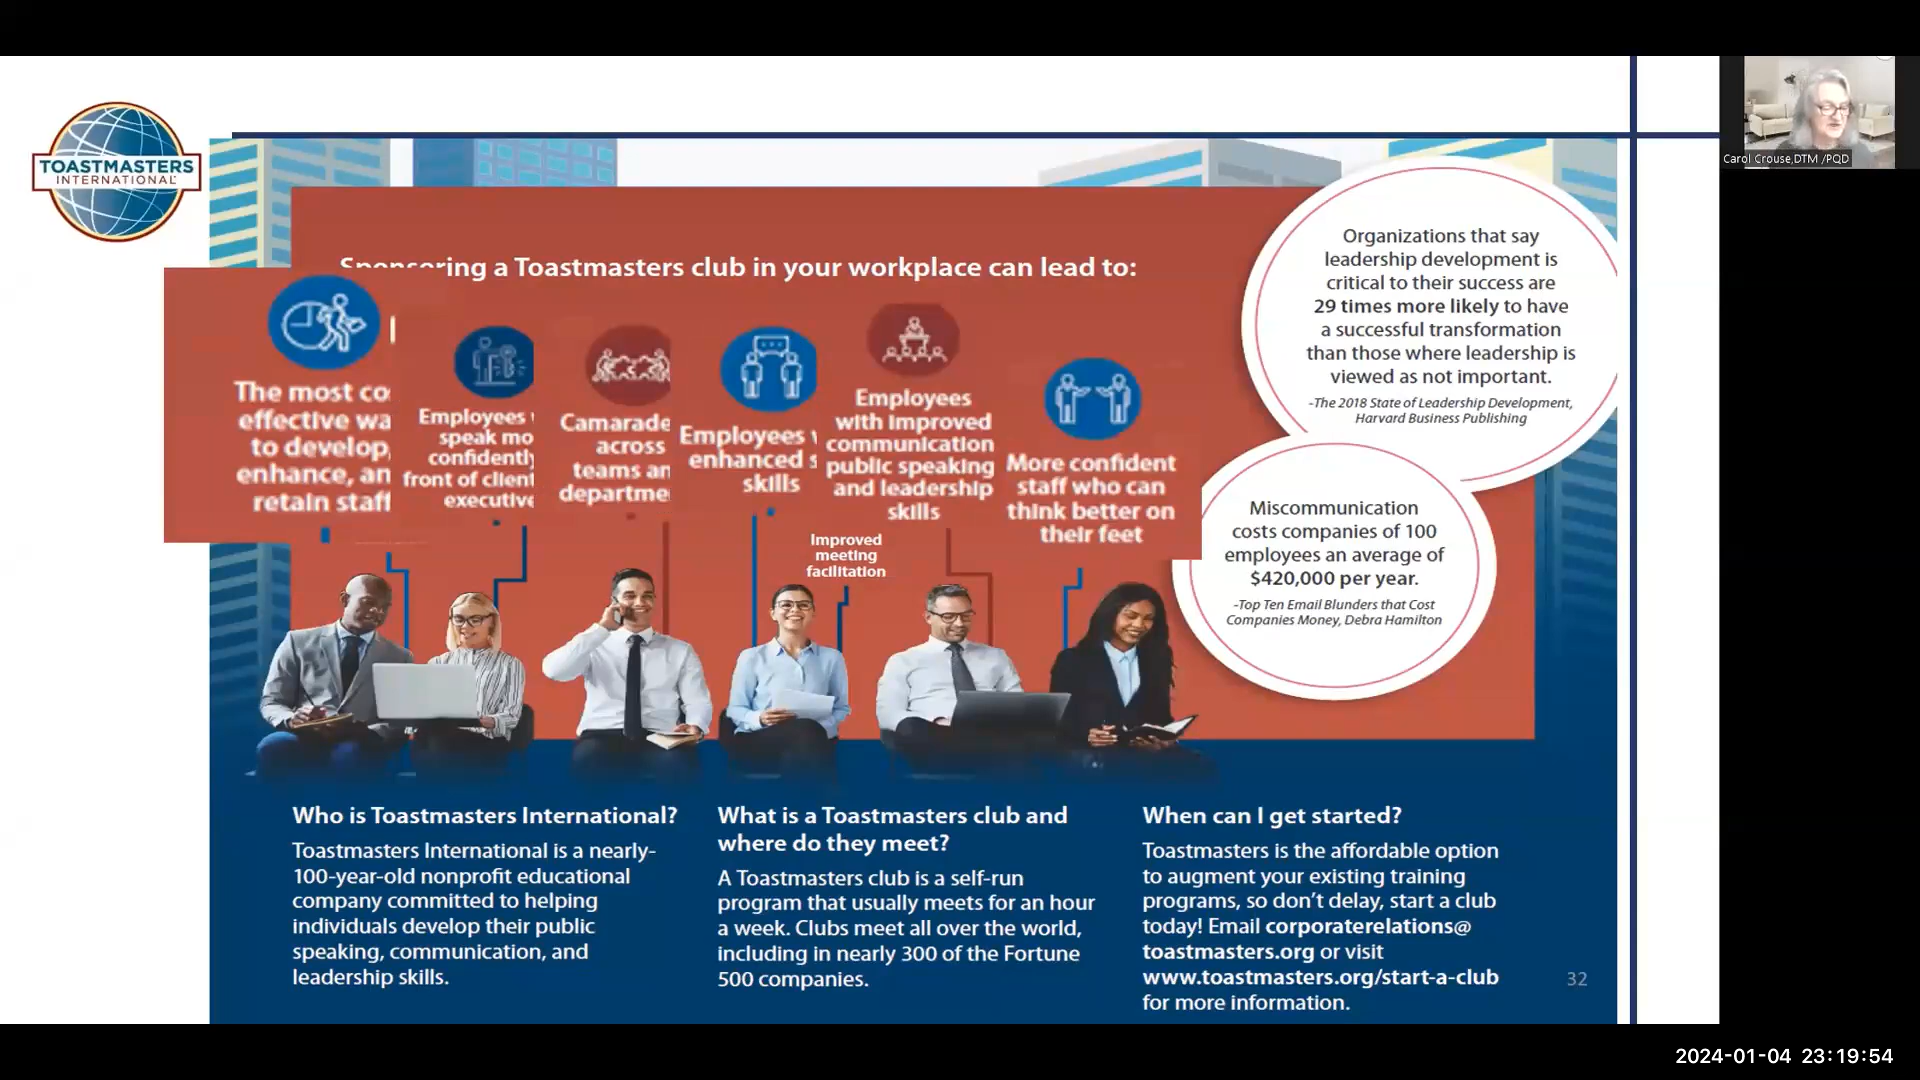 TOASTMASTERS
INTERNATIONAL
Carol Crouse,DTM /PQD
Sponsoring a Toastmasters club in your workplace can lead to:
The most
effective
to develop,
enhance,
retain staff
Employees
speak
confidently
front of
Camarade
across
teams
departme
Employees
enhanced
skills
Employees
with improved
communication
public speaking
and leadership
skills
More confident
staff who can
think better on
their feet
Improved
meeting
facilitation
Organizations that say
leadership development is
critical to their success are
29 times more likely to have
a successful transformation
than those where leadership is
viewed as not important.
-The 2018 State of Leadership Development,
Harvard Business Publishing
Miscommunication
costs companies of 100
employees an average of
$420,000 per year.
-Top Ten Email Blunders that Cost
Companies Money, Debra Hamilton
Who is Toastmasters International?
Toastmasters International is a nearly-
100-year-old nonprofit educational
company committed to helping
individuals develop their public
speaking, communication, and
leadership skills.
What is a Toastmasters club and
where do they meet?
A Toastmasters club is a self-run
program that usually meets for an hour
a week. Clubs meet all over the world,
including in nearly 300 of the Fortune
500 companies.
When can I get started?
Toastmasters is the affordable option
to augment your existing training
programs, so don't delay, start a club
today! Email corporaterelations@
toastmasters.org or visit
www.toastmasters.org/start-a-club
for more information.
32
2024-01-04 23:19:54